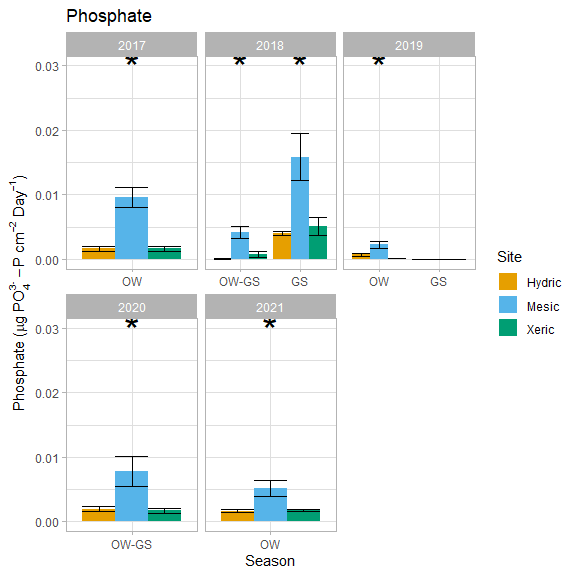 Phosphate
2017 2018 2019
* * * *
0.03
0.02
0.01
0.00
OW OW-GS GS OW GS
2020 2021
* *
0.03
0.02
0.01
0.00
OW-GS OW
Season
Phosphate (μg PO₄³⁻ −P cm⁻² Day⁻¹)
Site
Hydric
Mesic
Xeric